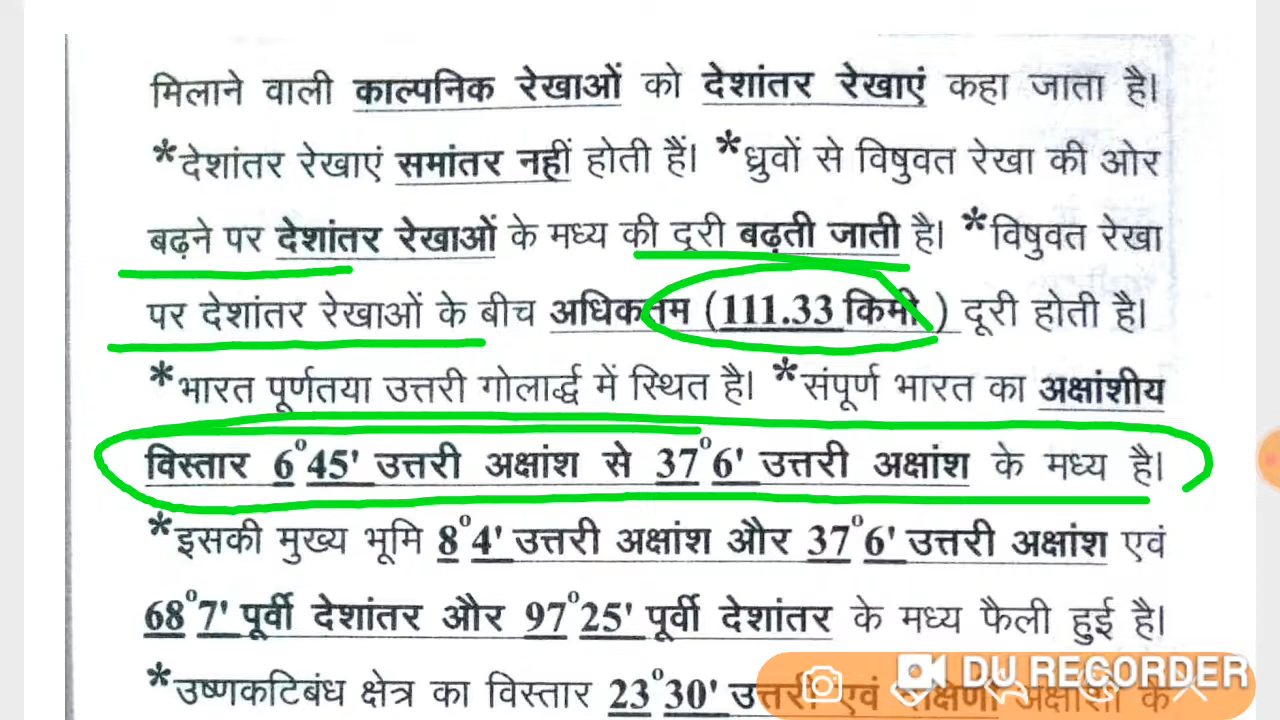 मिलाने वाली काल्पनिक रेखाओं को देशांतर रेखाएं कहा जाता है।
*देशांतर रेखाएं समांतर नहीं होती हैं। *ध्रुवों से विषुवत रेखा की ओर
बढ़ने पर देशांतर रेखाओं के मध्य की दूरी बढ़ती जाती है। *विषुवत रेखा
पर देशांतर रेखाओं के बीच अधिकतम (111.33 किमी ) दूरी होती है।
*भारत पूर्णतया उत्तरी गोलार्द्ध में स्थित है। *संपूर्ण भारत का अक्षांशीय
विस्तार 6°45' उत्तरी अक्षांश से 37°6' उत्तरी अक्षांश के मध्य है।
*इसकी मुख्य भूमि 8°4' उत्तरी अक्षांश और 37°6' उत्तरी अक्षांश एवं
68°7' पूर्वी देशांतर और 97°25' पूर्वी देशांतर के मध्य फैली हुई है।
*उष्णकटिबंध क्षेत्र का विस्तार 23°30' उत्तरी एवं दक्षिणी अक्षांशों के
DU RECORDER